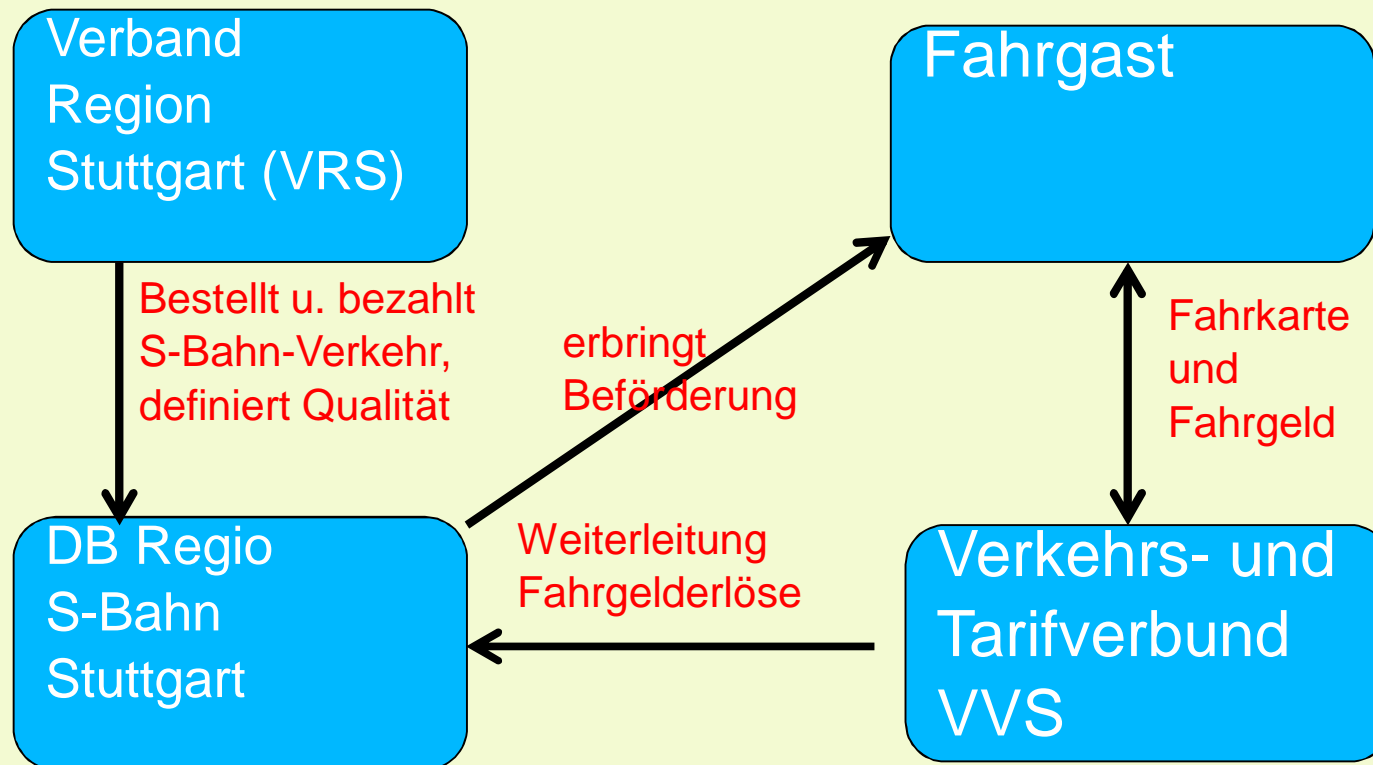 Verband
Region
Stuttgart (VRS)
Fahrgast
Bestellt u. bezahlt
S-Bahn-Verkehr,
definiert Qualität
erbringt
Beförderung
Fahrkarte
und
Fahrgeld
DB Regio
S-Bahn
Stuttgart
Weiterleitung
Fahrgelderlöse
Verkehrs- und
Tarifverbund
VVS